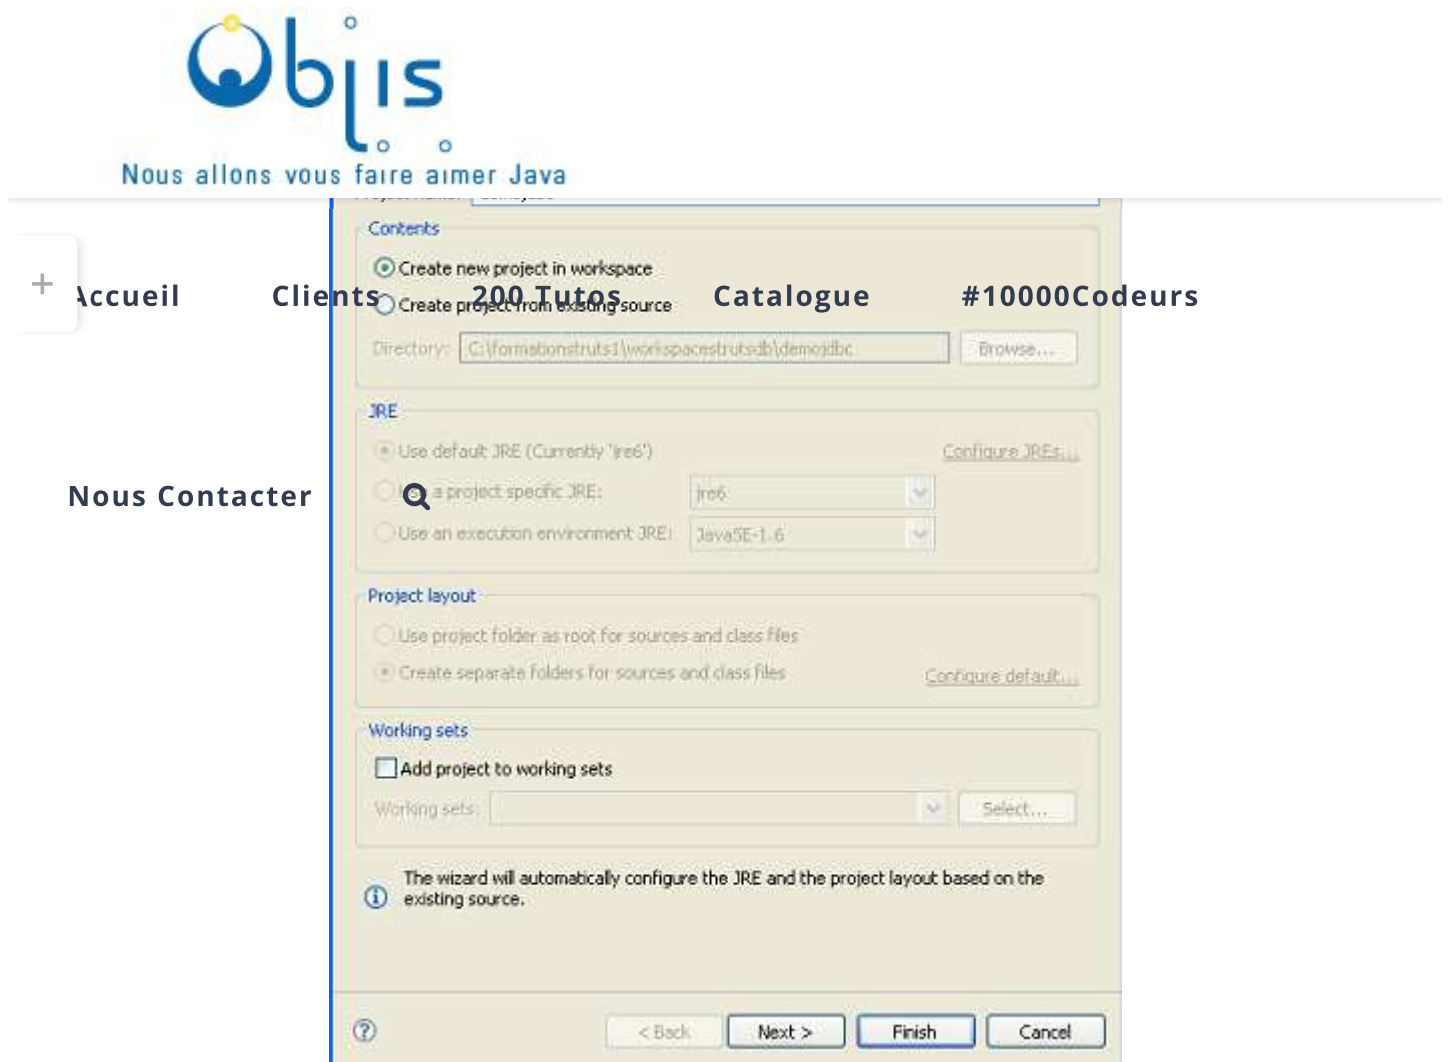 Objis
Nous allons vous faire aimer Java
Contents
Create new project in workspace
Accueil Clients 200 Tutos Catalogue #10000Codeurs
Create project from existing source
Directory: C:\formationstruts1\workspacestrutsdb\demojdbc Browse...
JRE
Use default JRE (Currently 'jre6') Configure JREs...
Nous Contacter
a project specific JRE: jre6
Use an execution environment JRE: JavaSE-1.6
Project layout
Use project folder as root for sources and class files
Create separate folders for sources and class files Configure default...
Working sets
Add project to working sets
Working sets: Select...
The wizard will automatically configure the JRE and the project layout based on the
existing source.
< Back Next > Finish Cancel